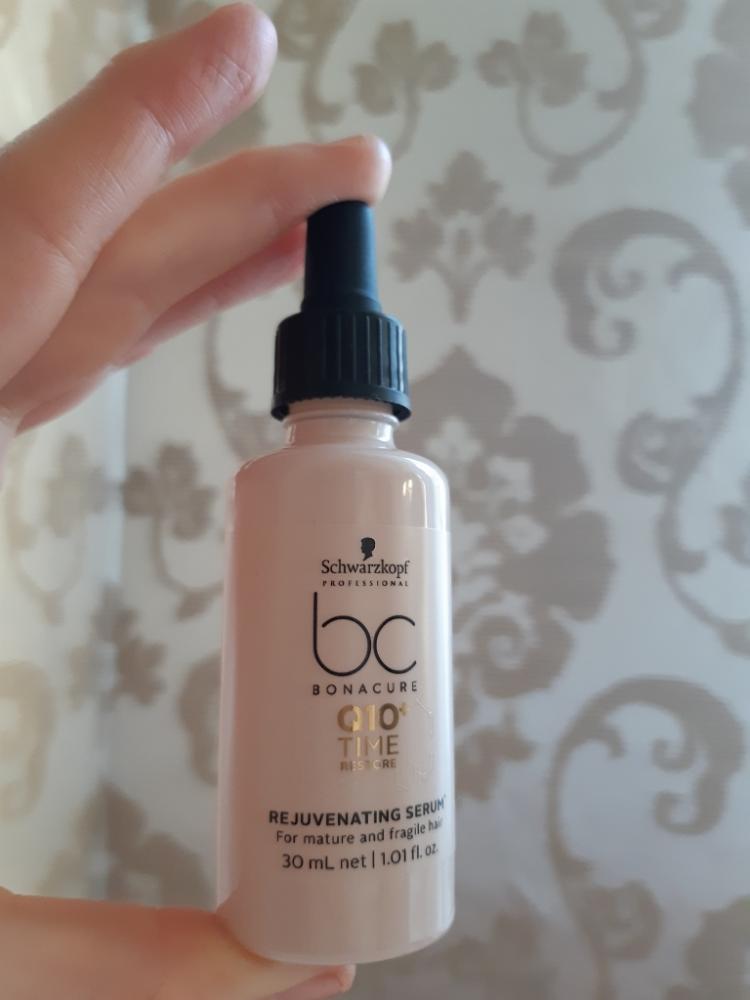 Schwarzkopf
PROFESSIONAL
bc
BONACURE
Q10+
TIME
RESTORE
REJUVENATING SERUM
For mature and fragile hair
30 mL net | 1.01 fl. oz.